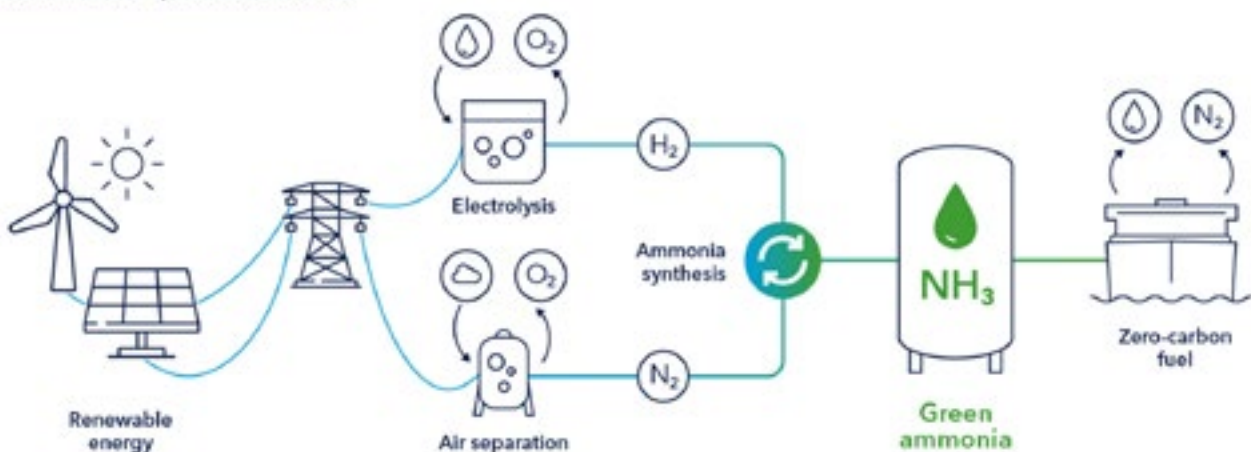 O₂
N₂
H₂
Electrolysis
Ammonia
synthesis
O₂
NH₃
Zero-carbon
fuel
N₂
Renewable
energy
Air separation
Green
ammonia